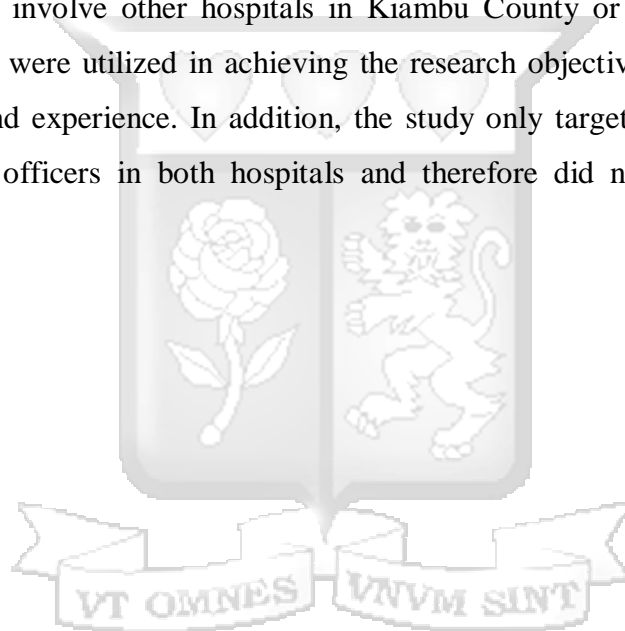 involve other hospitals in Kiambu County or
were utilized in achieving the research objectiv
nd experience. In addition, the study only target
officers in both hospitals and therefore did n
VT OMNES VNVM SINT